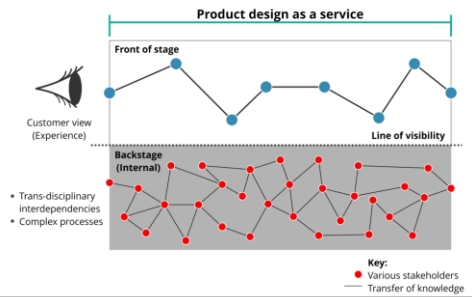 Product design as a service
Front of stage
Customer view
(Experience)
Line of visibility
Backstage
(Internal)
• Trans-disciplinary
interdependencies
• Complex processes
Key:
Various stakeholders
Transfer of knowledge